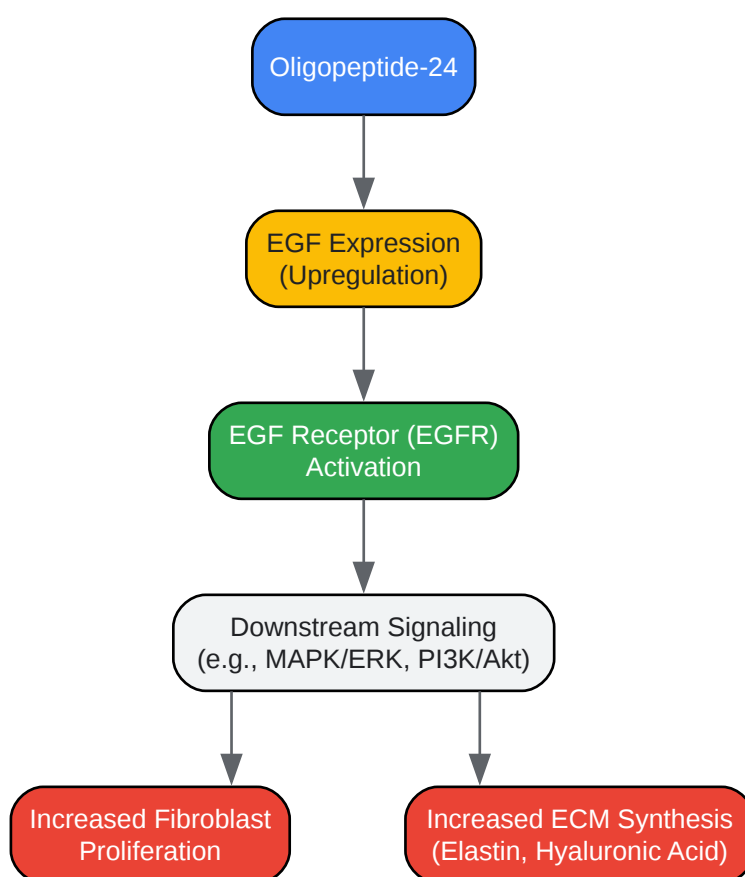 Oligopeptide-24
EGF Expression
(Upregulation)
EGF Receptor (EGFR)
Activation
Downstream Signaling
(e.g., MAPK/ERK, PI3K/Akt)
Increased Fibroblast
Proliferation
Increased ECM Synthesis
(Elastin, Hyaluronic Acid)